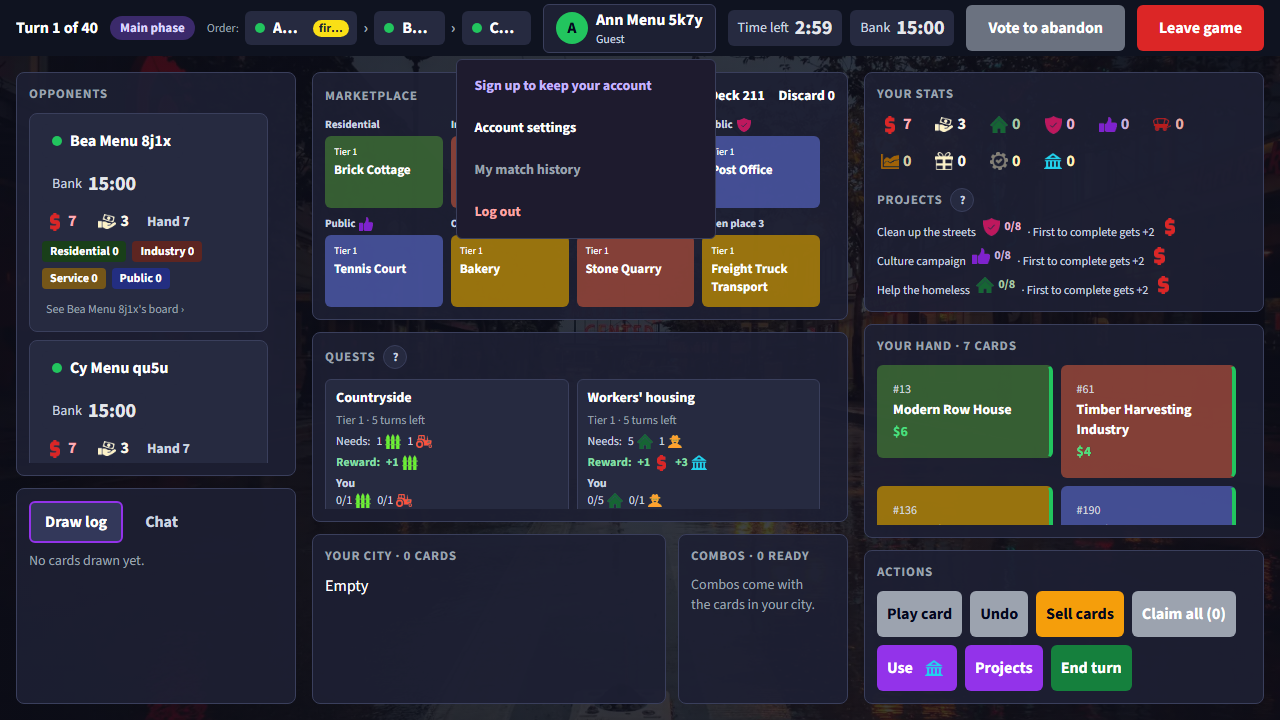 Turn 1 of 40
Main phase
Order:
A...
fir...
›
B...
›
C...
A
Ann Menu 5k7y
Guest
Time left 2:59
Bank 15:00
Vote to abandon
Leave game
OPPONENTS
Bea Menu 8j1x
Bank 15:00
7 3 Hand 7
Residential 0 Industry 0
Service 0 Public 0
See Bea Menu 8j1x's board ›
Cy Menu qu5u
Bank 15:00
7 3 Hand 7
Draw log Chat
No cards drawn yet.
MARKETPLACE
Deck 211 Discard 0
Sign up to keep your account
Account settings
My match history
Log out
Residential
Tier 1
Brick Cottage
Tier 1
Post Office
Public
Tier 1
Tennis Court
Tier 1
Bakery
Tier 1
Stone Quarry
place 3
Tier 1
Freight Truck
Transport
QUESTS ?
Countryside
Tier 1 · 5 turns left
Needs: 1 1
Reward: +1
You
0/1 0/1
Workers' housing
Tier 1 · 5 turns left
Needs: 5 1
Reward: +1 +3
You
0/5 0/1
YOUR CITY · 0 CARDS
Empty
COMBOS · 0 READY
Combos come with
the cards in your city.
YOUR STATS
7 3 0 0 0 0
0 0 0 0
PROJECTS ?
Clean up the streets 0/8 · First to complete gets +2
Culture campaign 0/8 · First to complete gets +2
Help the homeless 0/8 · First to complete gets +2
YOUR HAND · 7 CARDS
#13
Modern Row House
$6
#61
Timber Harvesting
Industry
$4
#136
#190
ACTIONS
Play card
Undo
Sell cards
Claim all (0)
Use
Projects
End turn